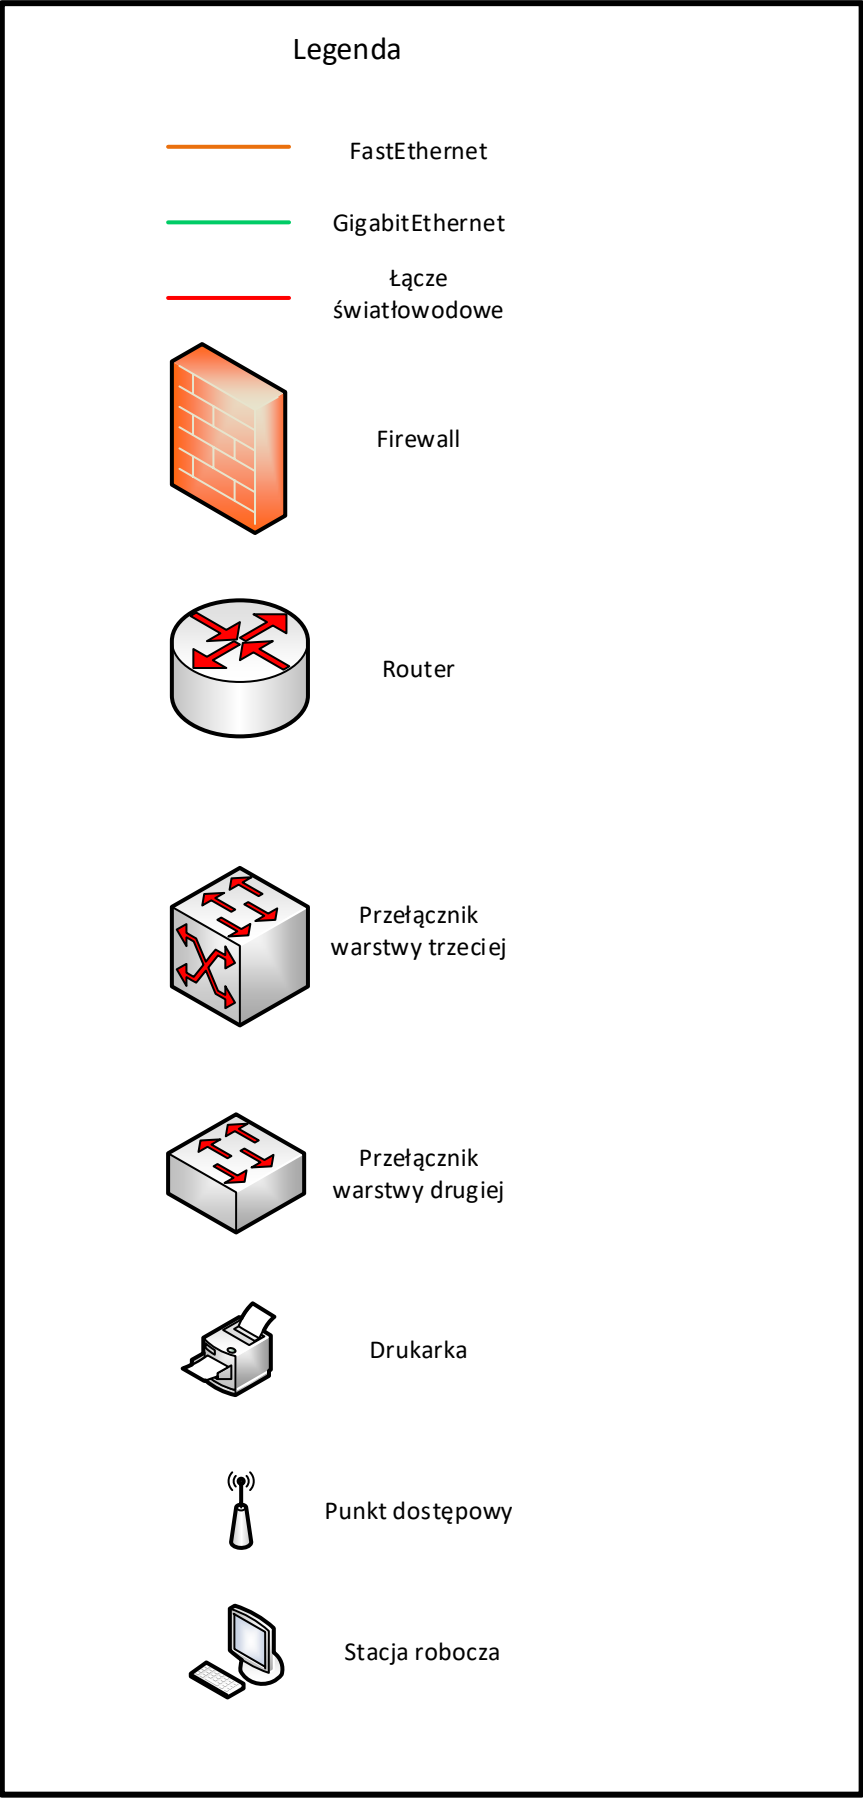 Legenda
FastEthernet
GigabitEthernet
Łącze
światłowodowe
Firewall
Router
Przełącznik
warstwy trzeciej
Przełącznik
warstwy drugiej
Drukarka
Punkt dostępowy
Stacja robocza